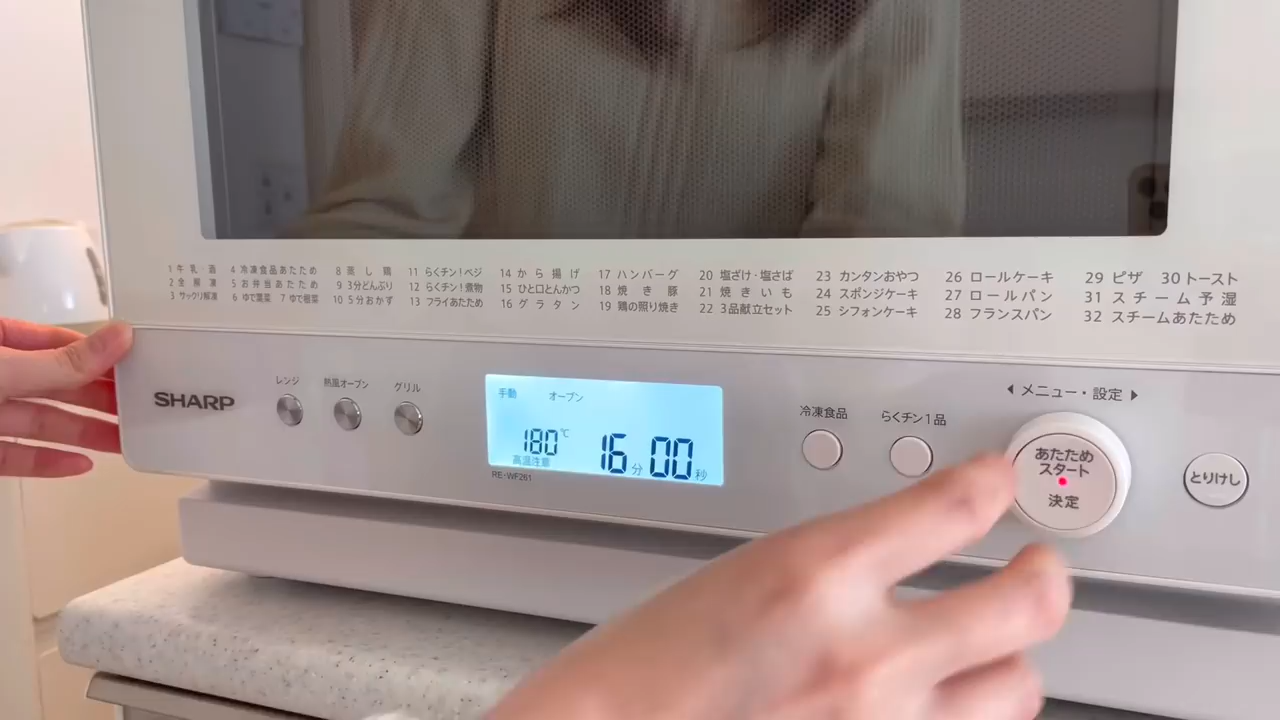 1 牛乳・酒 4 冷凍食品あたため 8 蒸し鶏 11 らくチン!ベジ 14 から揚げ 17 ハンバーグ 20 塩ざけ・塩さば 23 カンタンおやつ 26 ロールケーキ 29 ピザ 30 トースト
2 全解凍 5 お弁当あたため 9 3分どんぶり 12 らくチン!煮物 15 ひと口とんかつ 18 焼き豚 21 焼きいも 24 スポンジケーキ 27 ロールパン 31 スチーム予湿
3 サックリ解凍 6 ゆで葉菜 7 ゆで根菜 10 5分おかず 13 フライあたため 16 グラタン 19 鶏の照り焼き 22 3品献立セット 25 シフォンケーキ 28 フランスパン 32 スチームあたため
SHARP
レンジ 熱風オーブン グリル
手動 オーブン
180℃ 16分00秒
高温注意
RE-WF261
冷凍食品 らくチン1品
◀ メニュー・設定 ▶
あたため
スタート
決定
とりけし